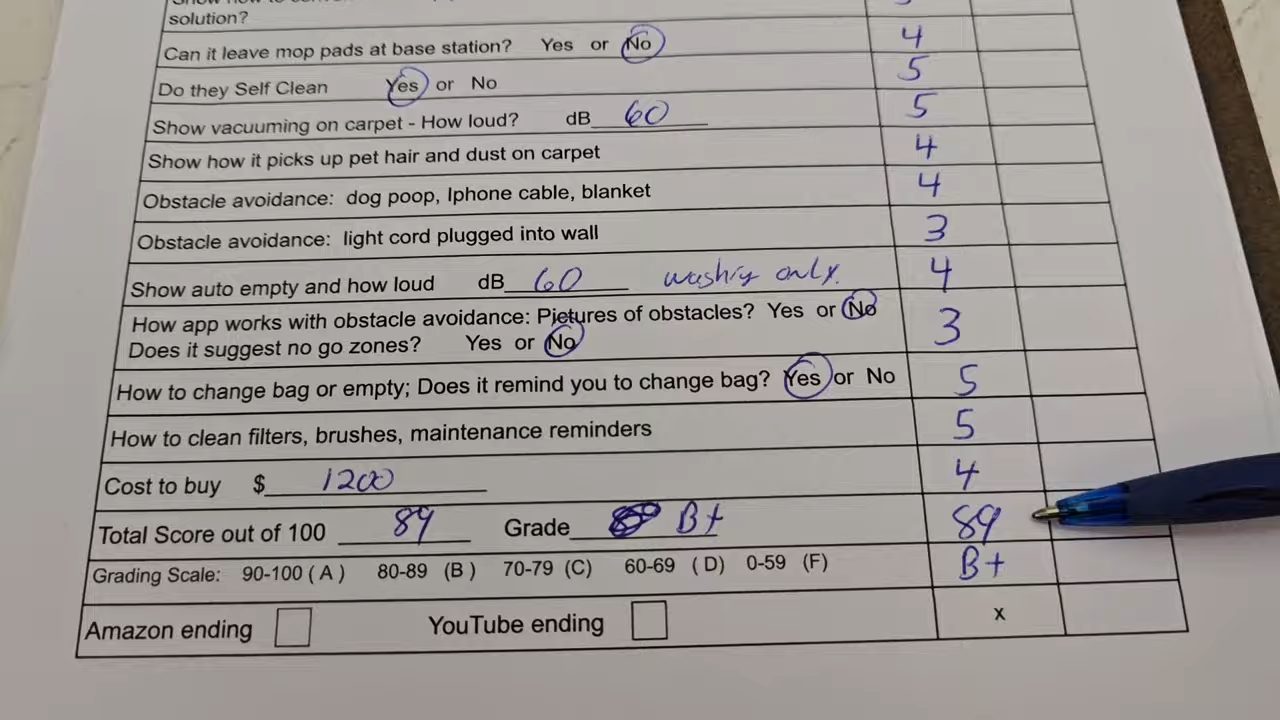 solution?
Can it leave mop pads at base station? Yes or No 4
Do they Self Clean Yes or No 5
Show vacuuming on carpet - How loud? dB 60 5
Show how it picks up pet hair and dust on carpet 4
Obstacle avoidance: dog poop, Iphone cable, blanket 4
Obstacle avoidance: light cord plugged into wall 3
Show auto empty and how loud dB 60 washing only. 4
How app works with obstacle avoidance: Pictures of obstacles? Yes or No 3
Does it suggest no go zones? Yes or No
How to change bag or empty; Does it remind you to change bag? Yes or No 5
How to clean filters, brushes, maintenance reminders 5
Cost to buy $ 1200 4
Total Score out of 100 89 Grade B+ 89
Grading Scale: 90-100 ( A ) 80-89 (B ) 70-79 (C) 60-69 ( D) 0-59 (F) B+
Amazon ending YouTube ending x